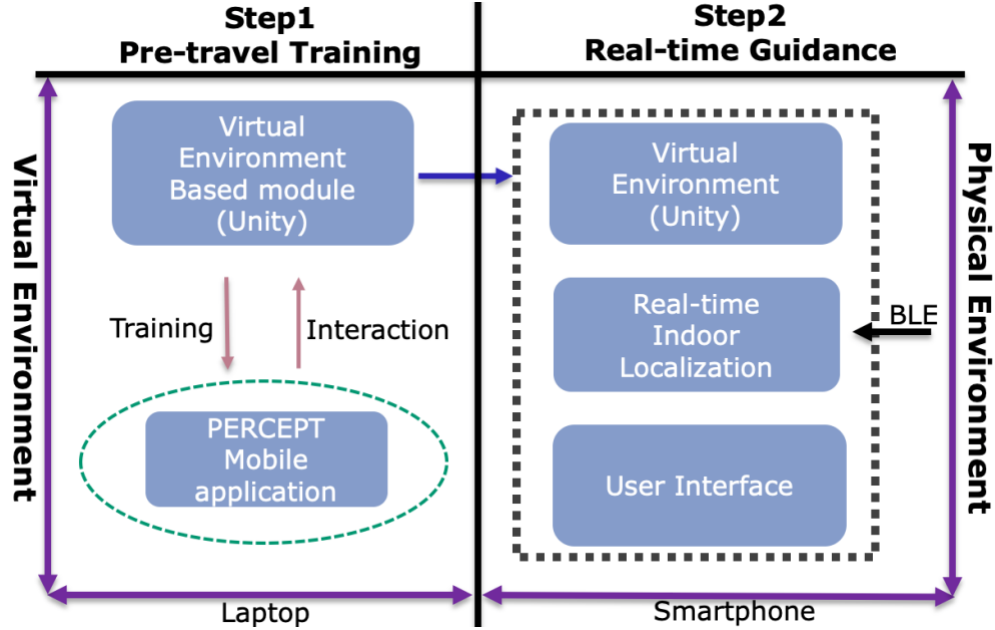 Step1
Pre-travel Training
Step2
Real-time Guidance
Virtual Environment
Virtual
Environment
Based module
(Unity)
Training
Interaction
PERCEPT
Mobile
application
Laptop
Virtual
Environment
(Unity)
Real-time
Indoor
Localization
BLE
User Interface
Physical Environment
Smartphone